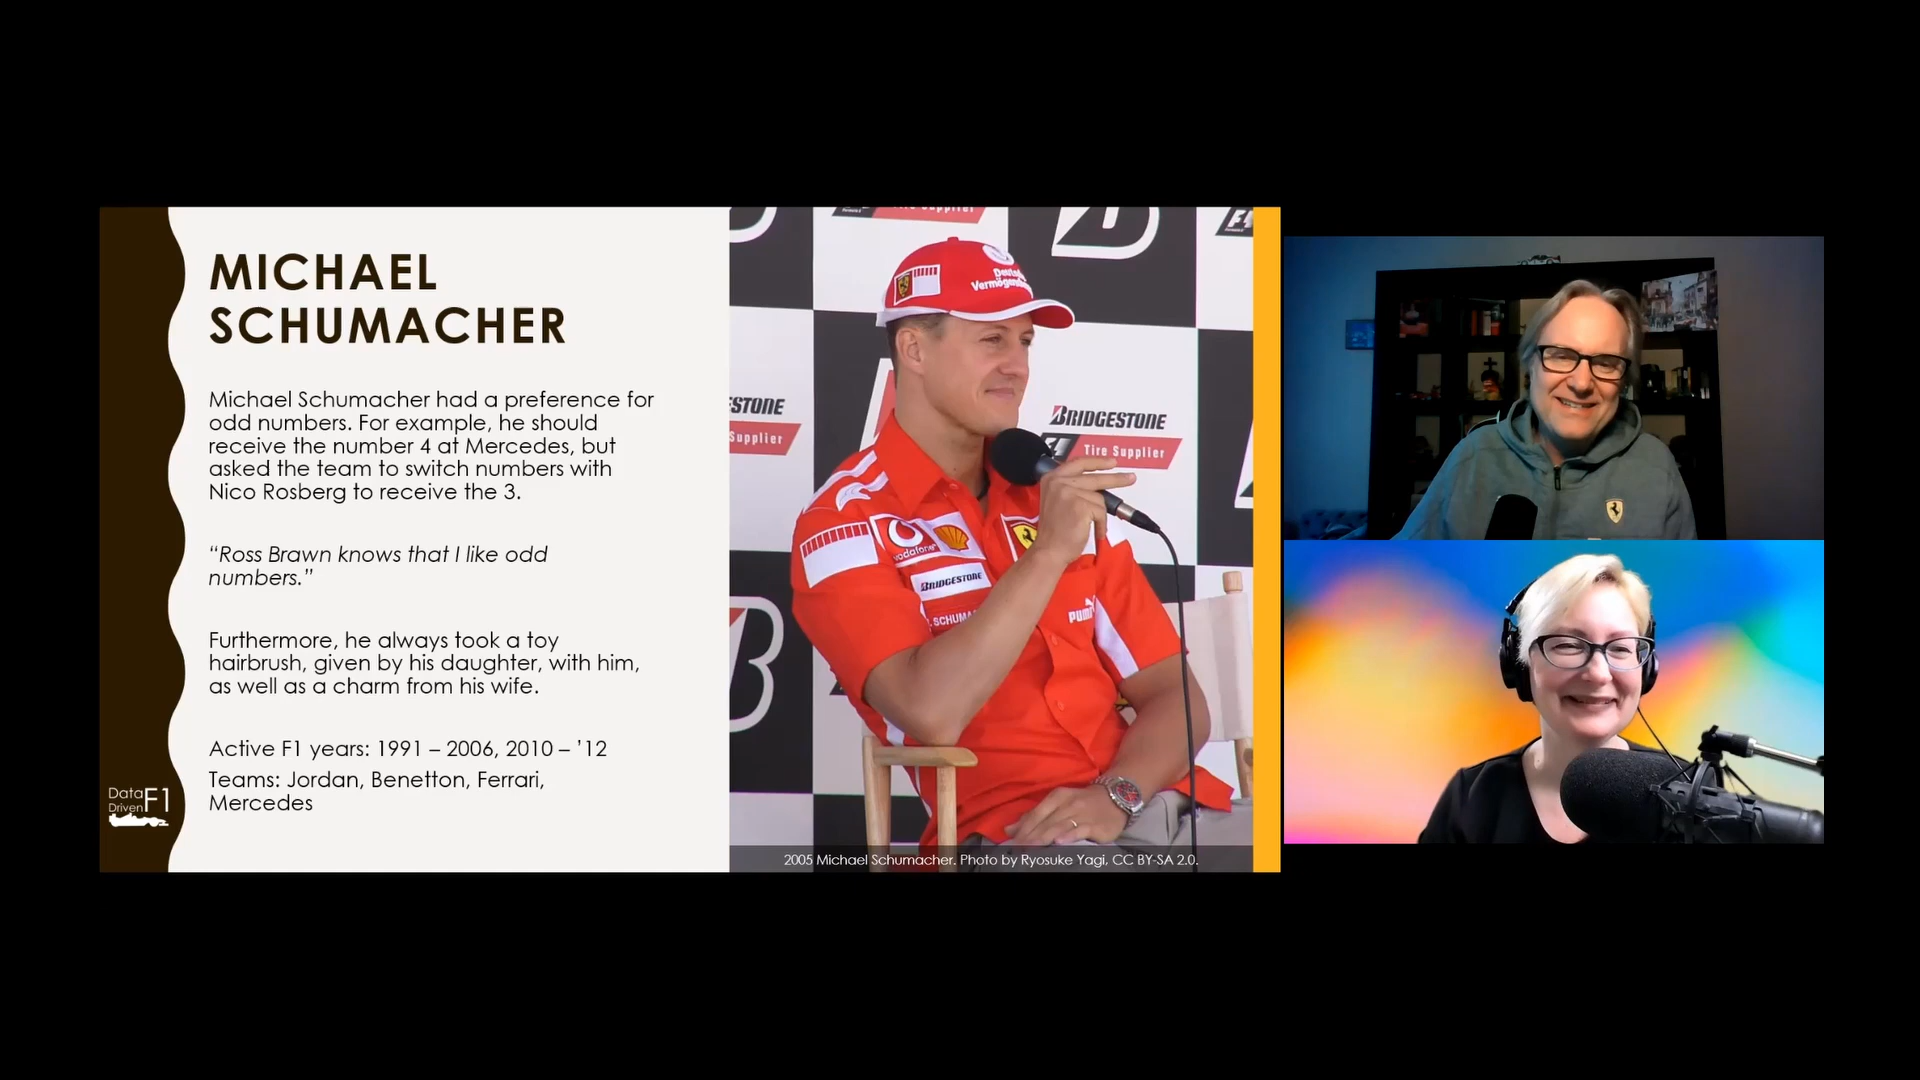 MICHAEL
SCHUMACHER
Michael Schumacher had a preference for
odd numbers. For example, he should
receive the number 4 at Mercedes, but
asked the team to switch numbers with
Nico Rosberg to receive the 3.
“Ross Brawn knows that I like odd
numbers.”
Furthermore, he always took a toy
hairbrush, given by his daughter, with him,
as well as a charm from his wife.
Active F1 years: 1991 – 2006, 2010 – ’12
Teams: Jordan, Benetton, Ferrari,
Mercedes
Data
Driven F1
Tire Supplier
BRIDGESTONE
Tire Supplier
vodafone
BRIDGESTONE
PUMA
2005 Michael Schumacher. Photo by Ryosuke Yagi, CC BY-SA 2.0.